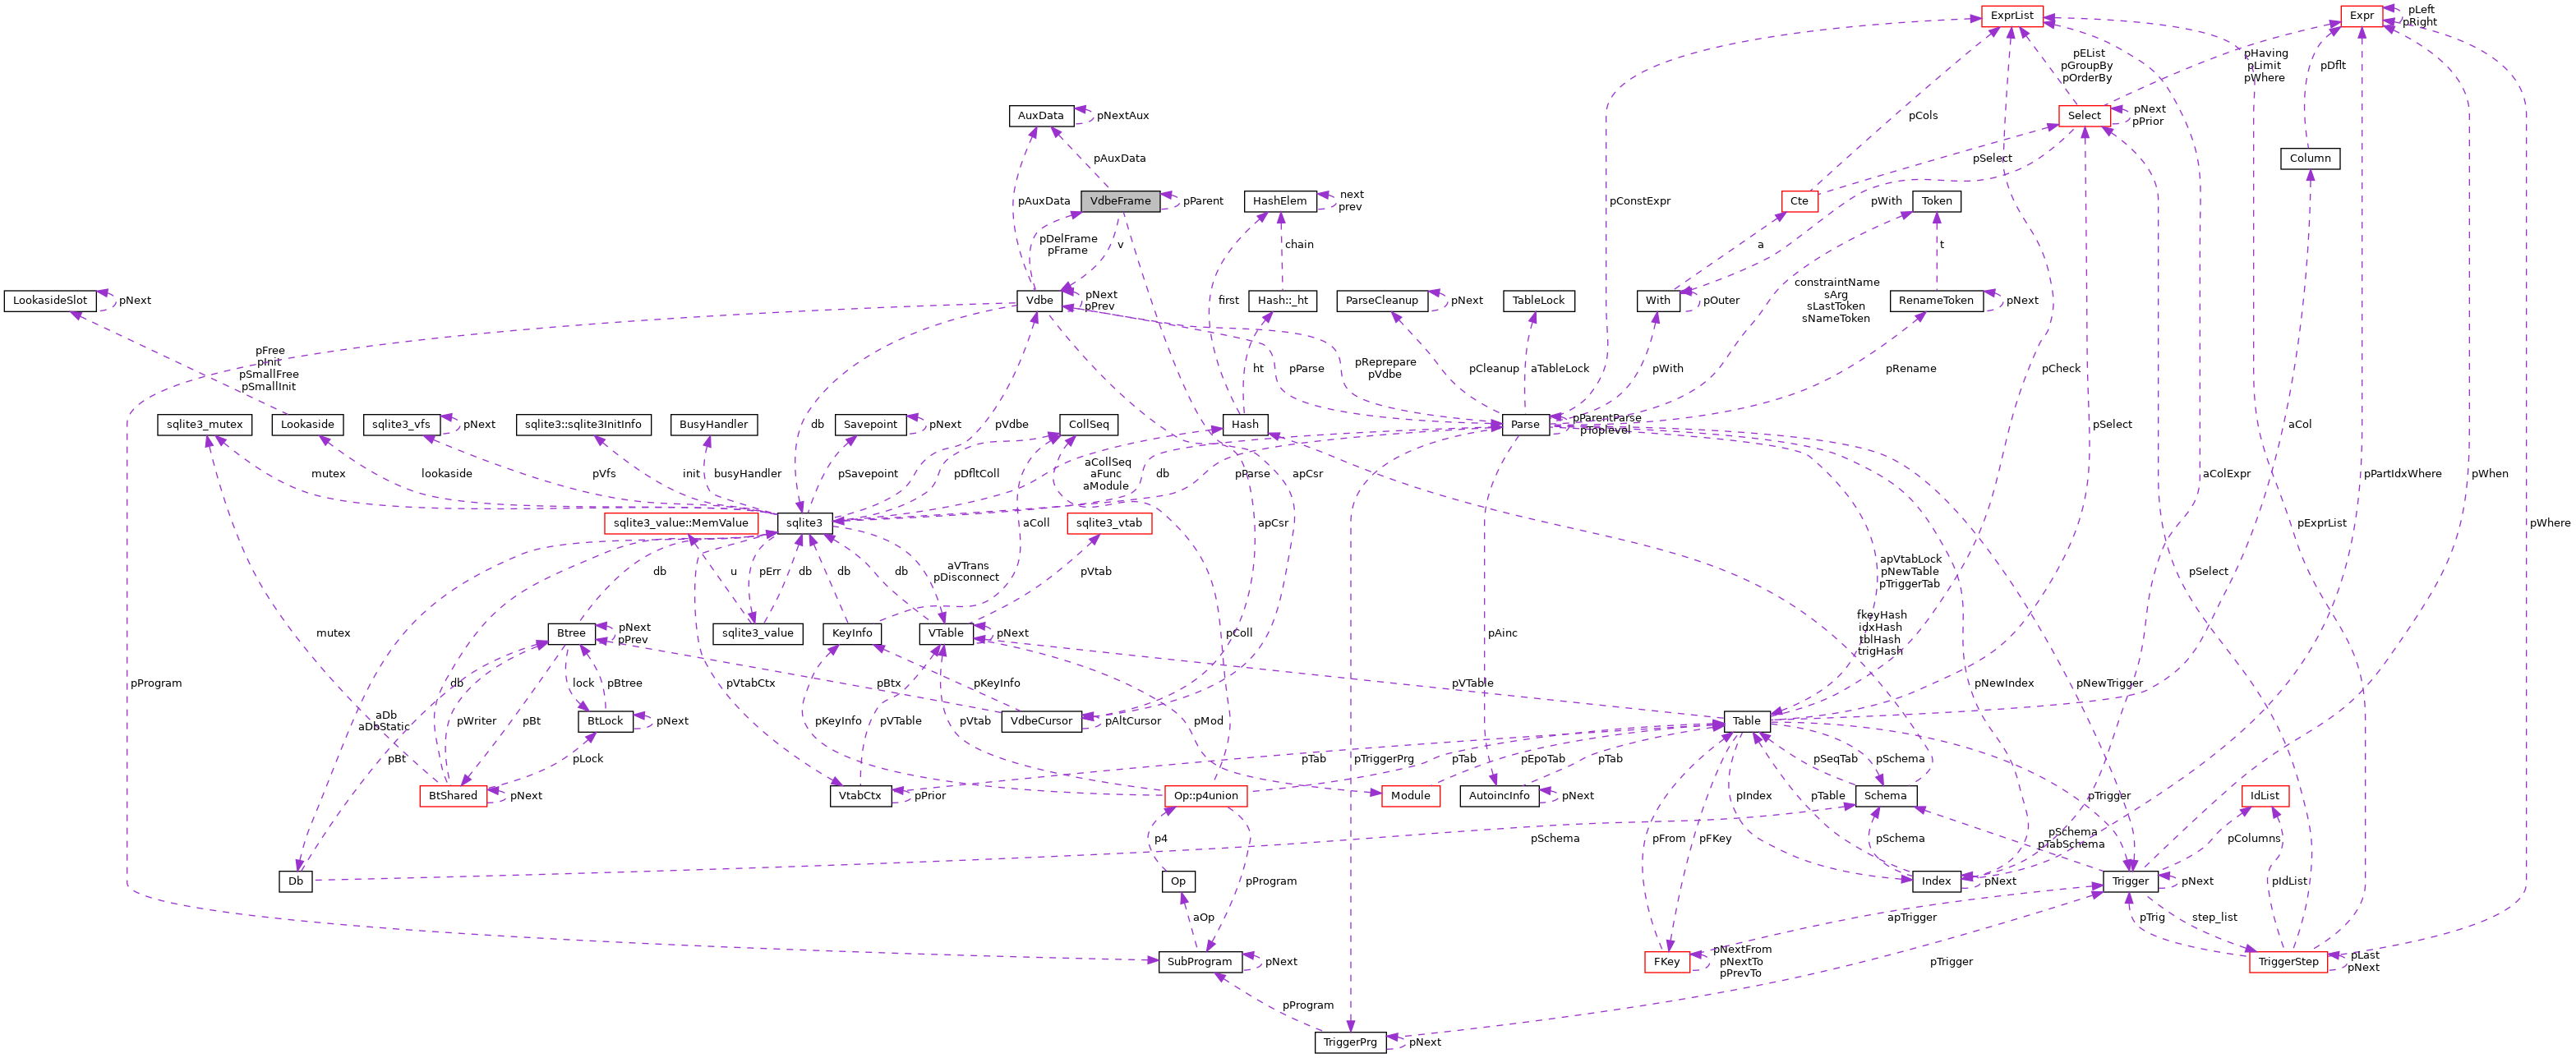 ExprList
Expr
pLeft
pRight
pEList
pGroupBy
pOrderBy
pHaving
pLimit
pWhere
pDflt
AuxData
pNextAux
pCols
Select
pNext
pPrior
pAuxData
pSelect
Column
VdbeFrame
pParent
HashElem
next
prev
pAuxData
pConstExpr
Cte
pWith
Token
pDelFrame
pFrame
v
chain
a
t
LookasideSlot
pNext
Vdbe
pNext
pPrev
first
Hash::_ht
ParseCleanup
pNext
TableLock
With
pOuter
constraintName
sArg
sLastToken
sNameToken
RenameToken
pNext
pFree
pInit
pSmallFree
pSmallInit
ht
pParse
pReprepare
pVdbe
pCleanup
aTableLock
pWith
pRename
pCheck
sqlite3_mutex
Lookaside
sqlite3_vfs
pNext
sqlite3::sqlite3InitInfo
BusyHandler
db
Savepoint
pNext
pVdbe
CollSeq
Hash
Parse
pParentParse
pToplevel
pSelect
aCol
mutex
lookaside
pVfs
init
busyHandler
pSavepoint
pDfltColl
aCollSeq
aFunc
aModule
db
pParse
apCsr
aColExpr
pPartIdxWhere
pWhen
sqlite3_value::MemValue
sqlite3
aColl
sqlite3_vtab
apCsr
pExprList
pWhere
db
u
pErr
db
db
db
aVTrans
pDisconnect
pVtab
apVtabLock
pNewTable
pTriggerTab
pSelect
mutex
Btree
pNext
pPrev
sqlite3_value
KeyInfo
VTable
pNext
pColl
pAinc
fkeyHash
idxHash
tblHash
trigHash
pProgram
db
lock
pBtree
pVtabCtx
pBtx
pKeyInfo
pVTable
pNewIndex
pNewTrigger
aDb
aDbStatic
pWriter
pBt
BtLock
pNext
pKeyInfo
pVTable
pVtab
VdbeCursor
pAltCursor
pMod
Table
pBt
pLock
pTab
pTriggerPrg
pTab
pEpoTab
pTab
pSeqTab
pSchema
BtShared
pNext
VtabCtx
pPrior
Op::p4union
Module
AutoincInfo
pNext
pIndex
pTable
Schema
pTrigger
IdList
p4
pSchema
pFrom
pFKey
pSchema
pSchema
pTabSchema
pColumns
Db
Op
pProgram
Index
pNext
Trigger
pNext
pIdList
aOp
apTrigger
pTrig
step_list
SubProgram
pNext
FKey
pNextFrom
pNextTo
pPrevTo
pTrigger
TriggerStep
pLast
pNext
pProgram
TriggerPrg
pNext